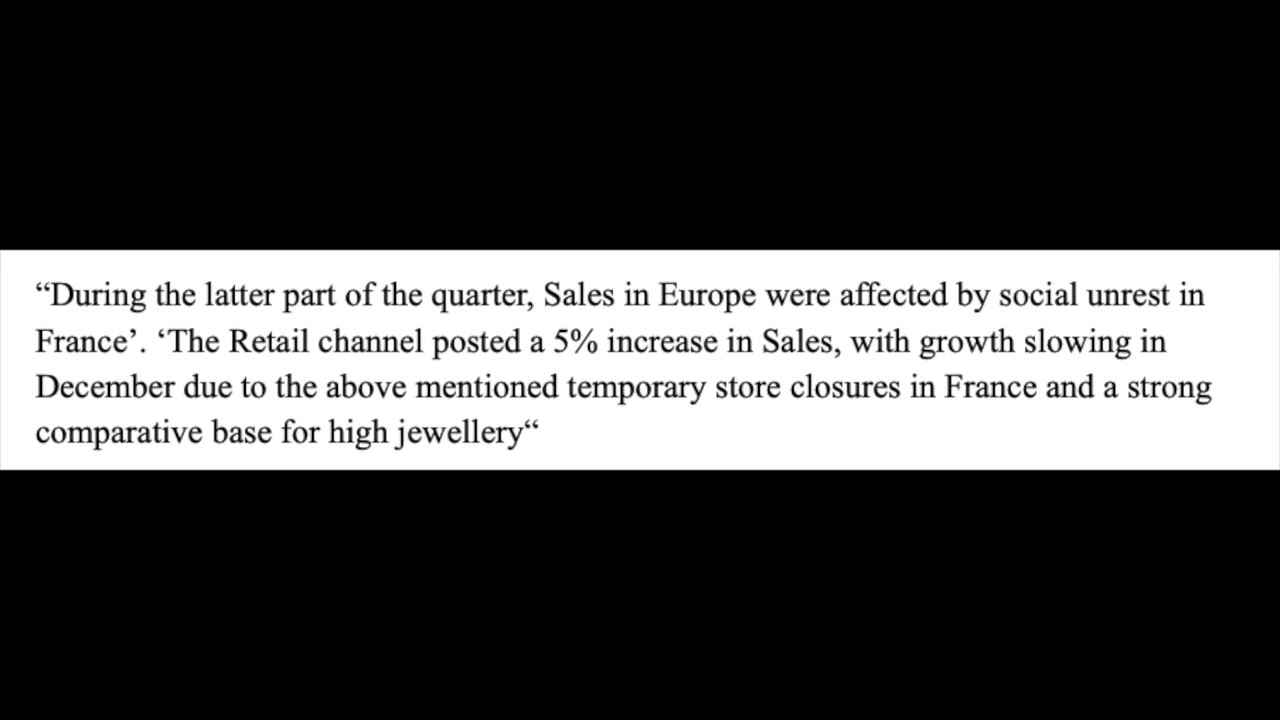 “During the latter part of the quarter, Sales in Europe were affected by social unrest in
France’. ‘The Retail channel posted a 5% increase in Sales, with growth slowing in
December due to the above mentioned temporary store closures in France and a strong
comparative base for high jewellery“